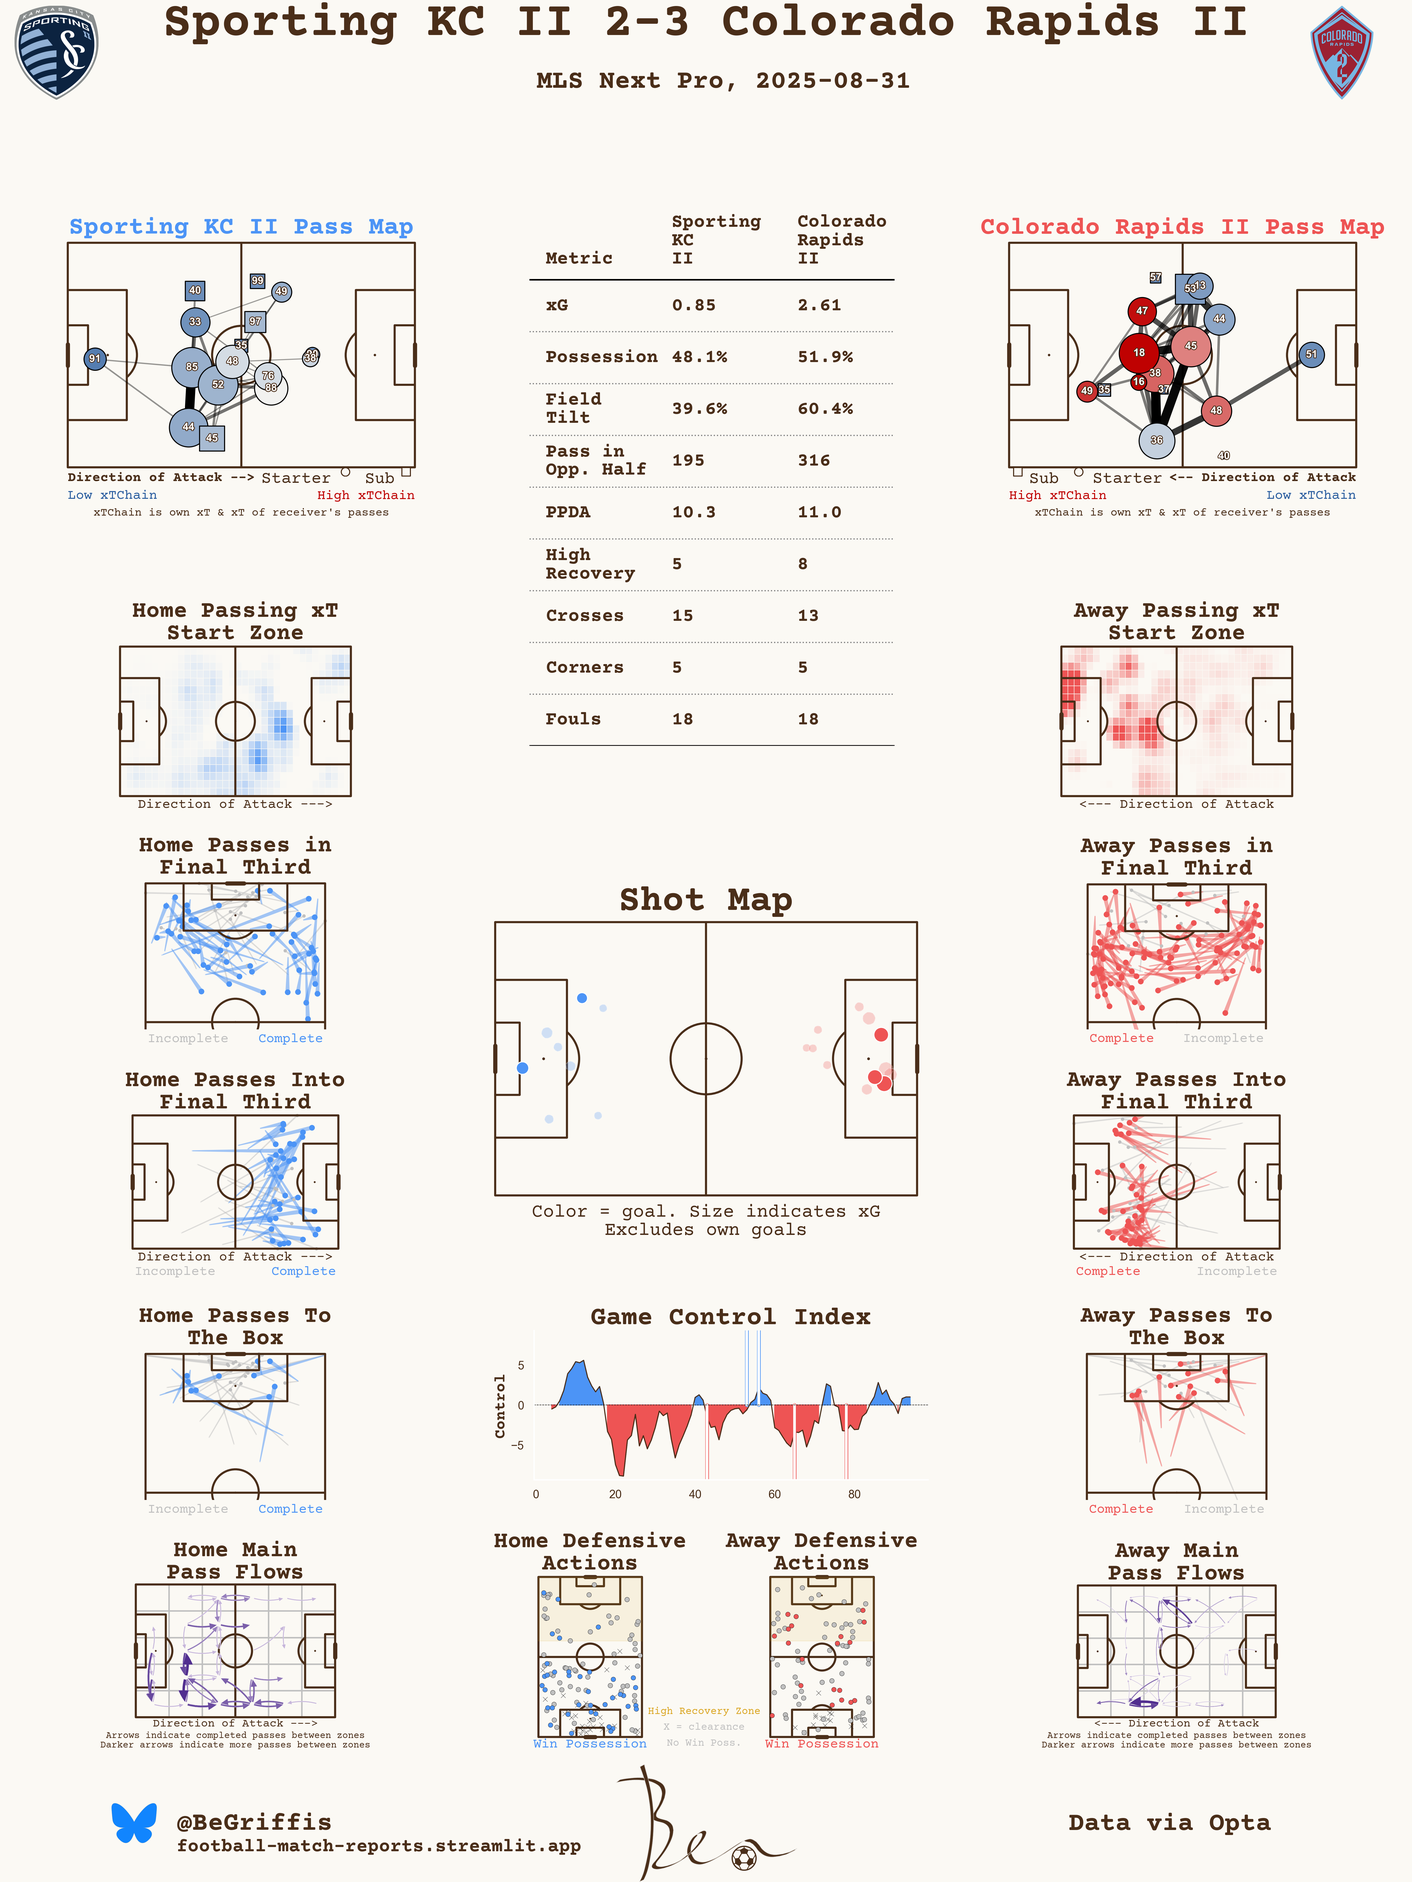 Sporting KC II 2-3 Colorado Rapids II
MLS Next Pro, 2025-08-31
KANSAS CITY
SPORTING
II
COLORADO
RAPIDS
2
Sporting KC II Pass Map
40
99
49
33
97
35
91
85
48
38
52
76
88
44
45
Direction of Attack --> Starter Sub
Low xTChain High xTChain
xTChain is own xT & xT of receiver's passes
Metric Sporting KC II Colorado Rapids II
xG 0.85 2.61
Possession 48.1% 51.9%
Field Tilt 39.6% 60.4%
Pass in Opp. Half 195 316
PPDA 10.3 11.0
High Recovery 5 8
Crosses 15 13
Corners 5 5
Fouls 18 18
Colorado Rapids II Pass Map
57
53
13
47
44
18
45
51
38
16
37
49
35
48
36
40
Sub Starter <-- Direction of Attack
High xTChain Low xTChain
xTChain is own xT & xT of receiver's passes
Home Passing xT
Start Zone
Direction of Attack --->
Away Passing xT
Start Zone
<--- Direction of Attack
Home Passes in
Final Third
Incomplete Complete
Away Passes in
Final Third
Complete Incomplete
Shot Map
Color = goal. Size indicates xG
Excludes own goals
Home Passes Into
Final Third
Direction of Attack --->
Incomplete Complete
Away Passes Into
Final Third
<--- Direction of Attack
Complete Incomplete
Home Passes To
The Box
Incomplete Complete
Game Control Index
Control
5
0
−5
0 20 40 60 80
Away Passes To
The Box
Complete Incomplete
Home Main
Pass Flows
Direction of Attack --->
Arrows indicate completed passes between zones
Darker arrows indicate more passes between zones
Home Defensive
Actions
Win Possession
Away Defensive
Actions
Win Possession
High Recovery Zone
X = clearance
No Win Poss.
Away Main
Pass Flows
<--- Direction of Attack
Arrows indicate completed passes between zones
Darker arrows indicate more passes between zones
@BeGriffis
football-match-reports.streamlit.app
Ben
Data via Opta